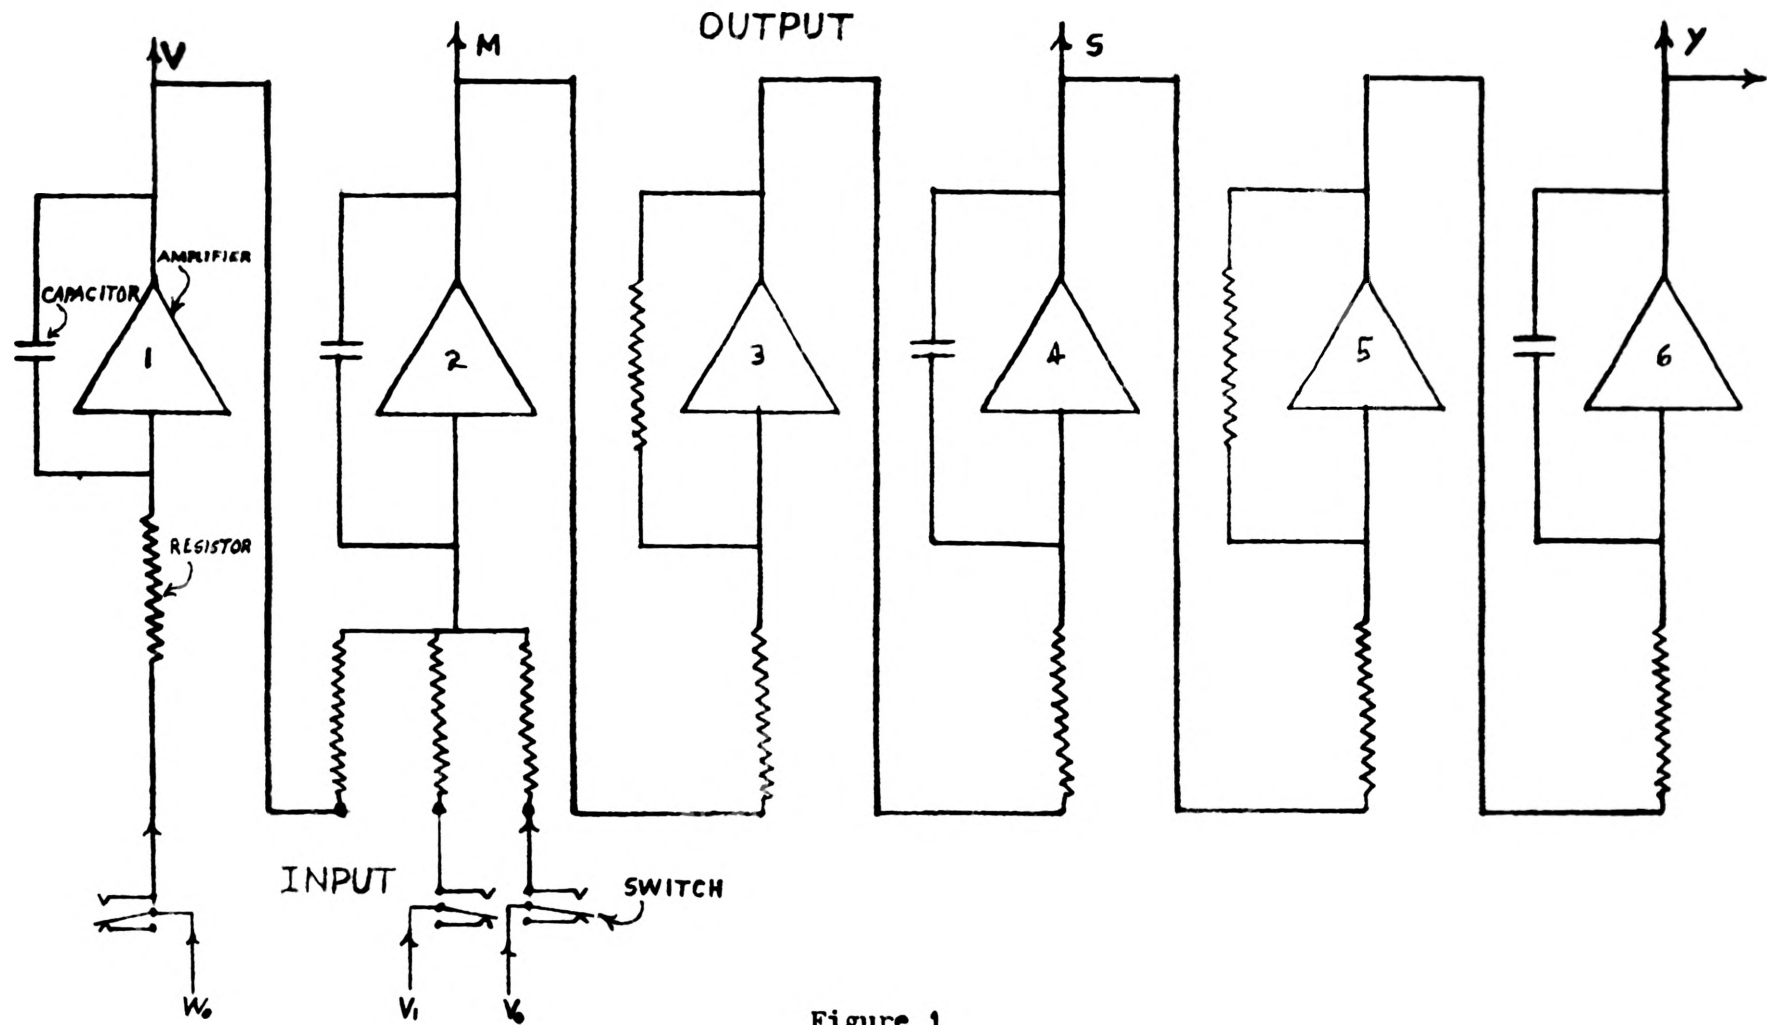 OUTPUT
V
M
S
Y
AMPLIFIER
CAPACITOR
1
2
3
4
5
6
RESISTOR
INPUT
SWITCH
W₀
V₁
V₀
Figure 1